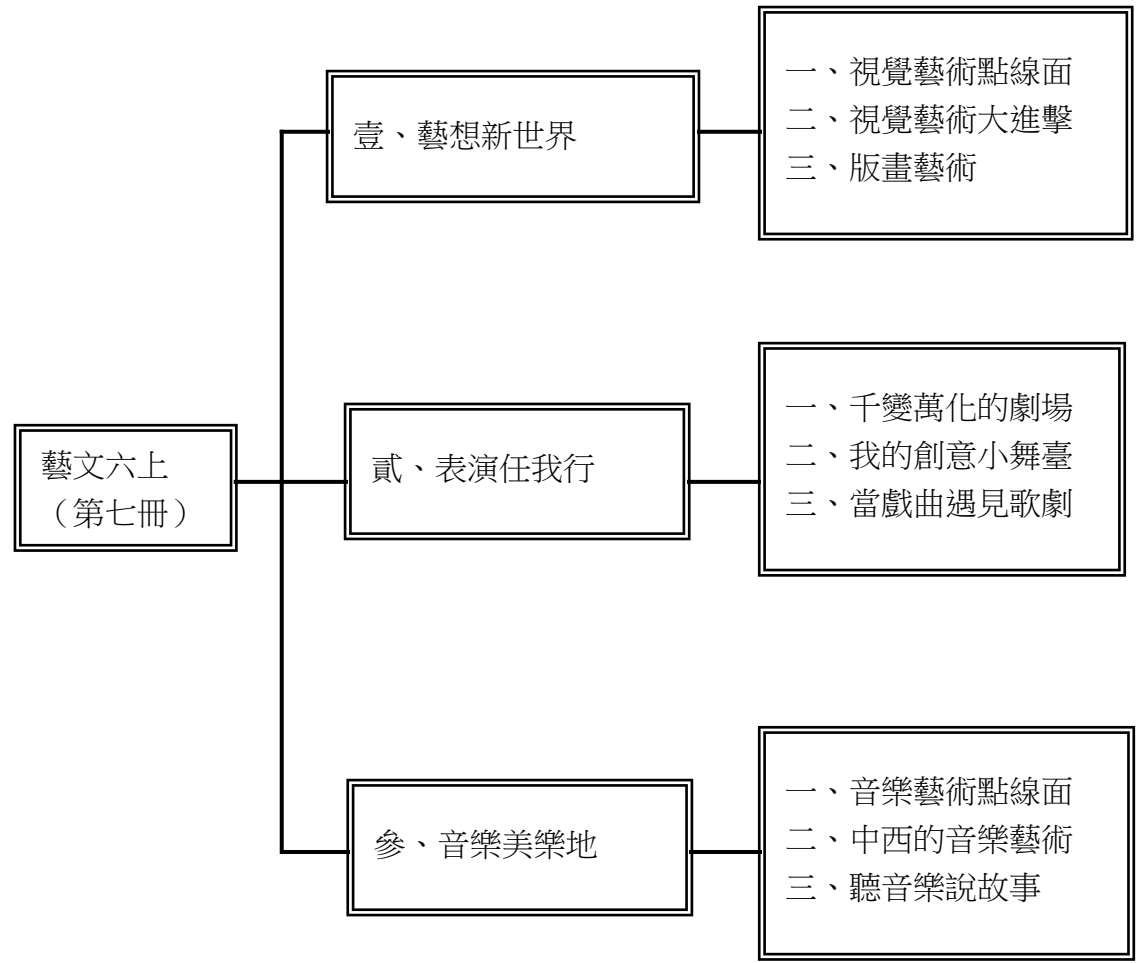 藝文六上
（第七冊）
壹、藝想新世界
一、視覺藝術點線面
二、視覺藝術大進擊
三、版畫藝術
貳、表演任我行
一、千變萬化的劇場
二、我的創意小舞臺
三、當戲曲遇見歌劇
參、音樂美樂地
一、音樂藝術點線面
二、中西的音樂藝術
三、聽音樂說故事